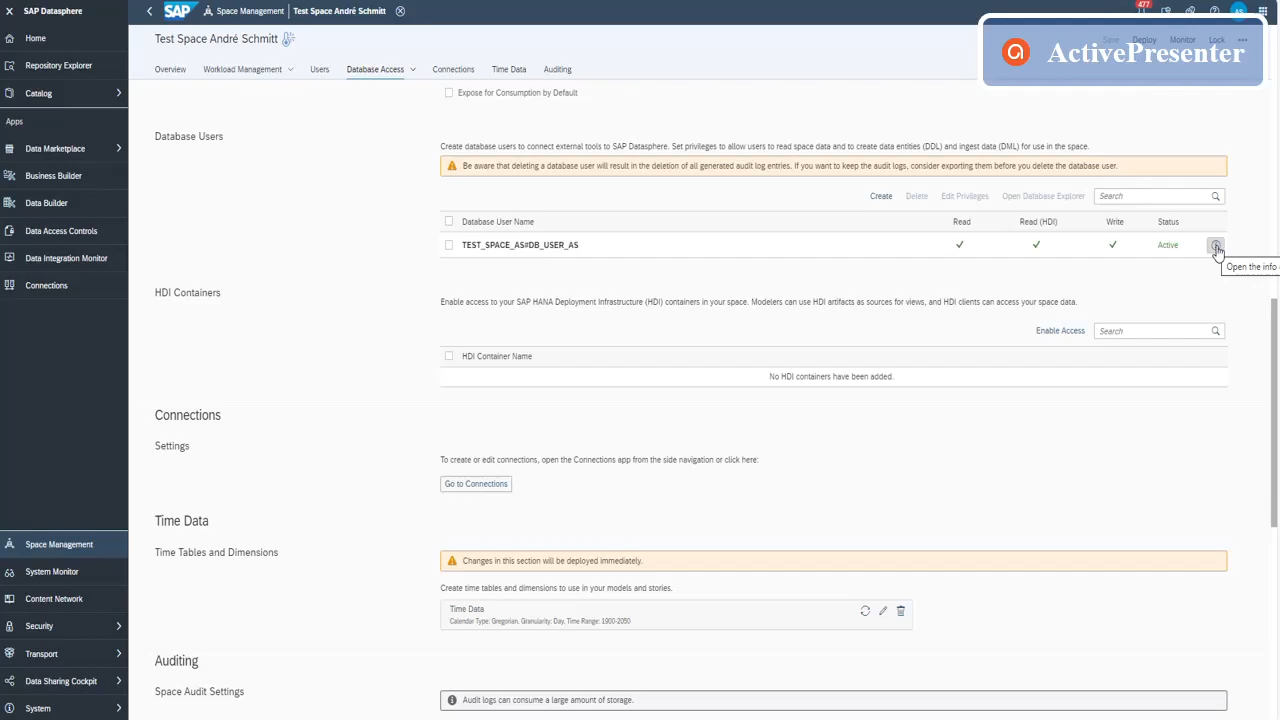 SAP Datasphere
SAP
Space Management
Test Space André Schmitt
477
AS
Home
Repository Explorer
Catalog
Apps
Data Marketplace
Business Builder
Data Builder
Data Access Controls
Data Integration Monitor
Connections
Space Management
System Monitor
Content Network
Security
Transport
Data Sharing Cockpit
System
Test Space André Schmitt
Save Deploy Monitor Lock
ActivePresenter
Overview Workload Management Users Database Access Connections Time Data Auditing
Expose for Consumption by Default
Database Users
Create database users to connect external tools to SAP Datasphere. Set privileges to allow users to read space data and to create data entities (DDL) and ingest data (DML) for use in the space.
Be aware that deleting a database user will result in the deletion of all generated audit log entries. If you want to keep the audit logs, consider exporting them before you delete the database user.
Create Delete Edit Privileges Open Database Explorer Search
Database User Name Read Read (HDI) Write Status
TEST_SPACE_AS#DB_USER_AS Active
Open the info
HDI Containers
Enable access to your SAP HANA Deployment Infrastructure (HDI) containers in your space. Modelers can use HDI artifacts as sources for views, and HDI clients can access your space data.
Enable Access Search
HDI Container Name
No HDI containers have been added.
Connections
Settings
To create or edit connections, open the Connections app from the side navigation or click here:
Go to Connections
Time Data
Time Tables and Dimensions
Changes in this section will be deployed immediately.
Create time tables and dimensions to use in your models and stories.
Time Data
Calendar Type: Gregorian, Granularity: Day, Time Range: 1900-2050
Auditing
Space Audit Settings
Audit logs can consume a large amount of storage.